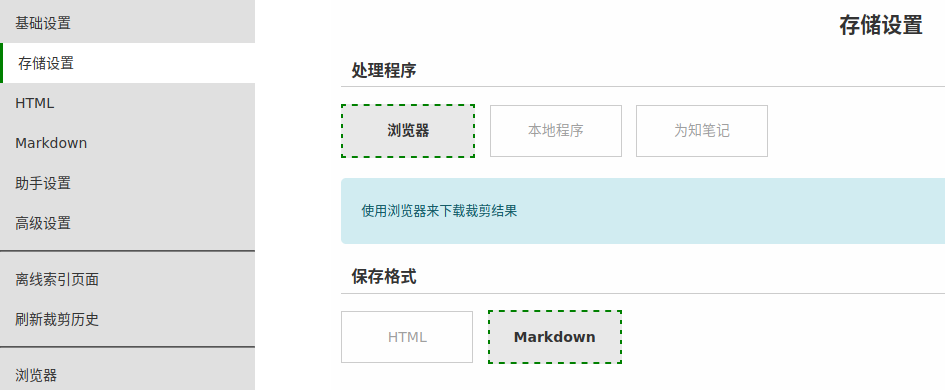 基础设置
存储设置
HTML
Markdown
助手设置
高级设置
离线索引页面
刷新裁剪历史
浏览器
存储设置
处理程序
浏览器
本地程序
为知笔记
使用浏览器来下载裁剪结果
保存格式
HTML
Markdown